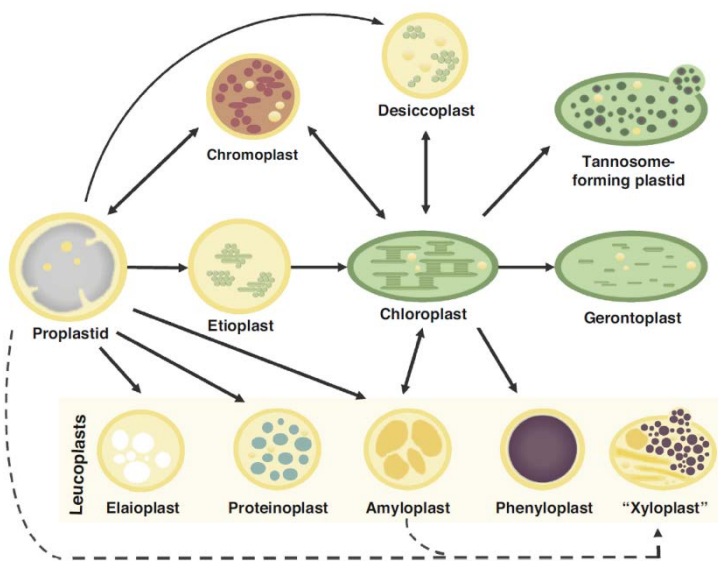 Desiccoplast
Chromoplast
Tannosome-
forming plastid
Proplastid
Etioplast
Chloroplast
Gerontoplast
Leucoplasts
Elaioplast
Proteinoplast
Amyloplast
Phenyloplast
“Xyloplast”